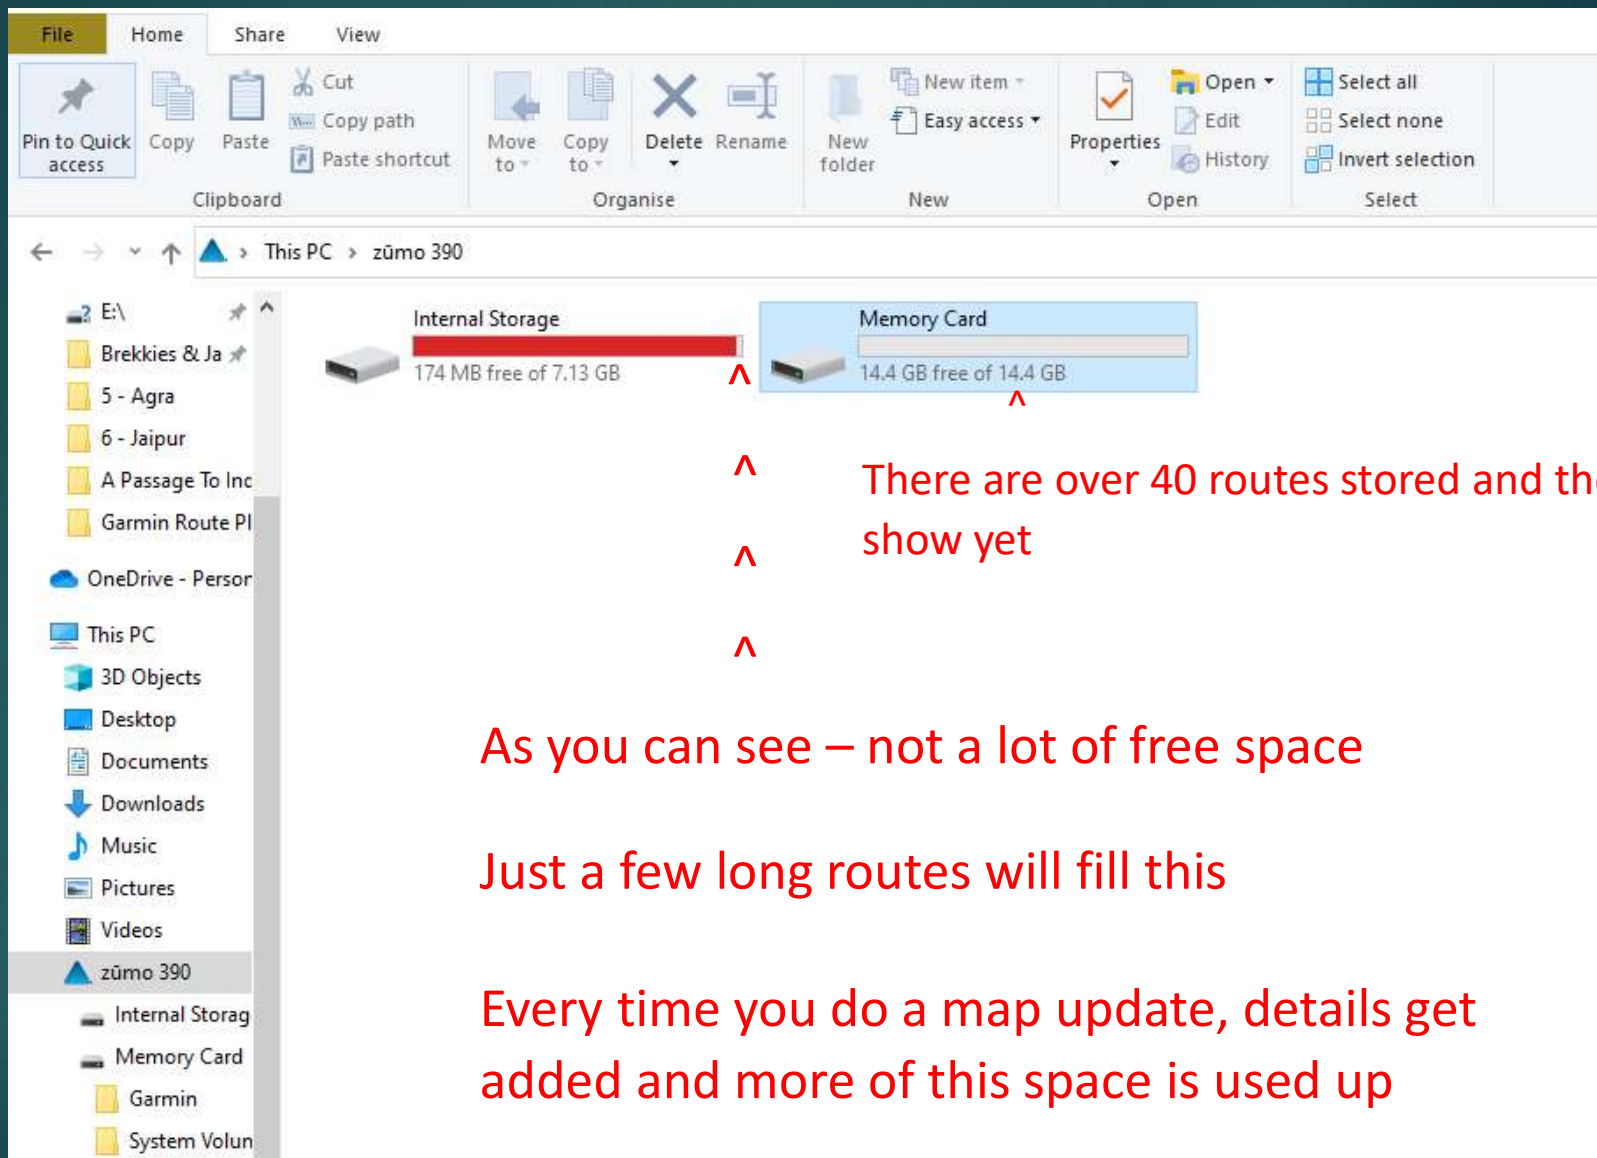 File Home Share View
Pin to Quick access
Copy
Paste
Cut
Copy path
Paste shortcut
Clipboard
Move to
Copy to
Delete
Rename
Organise
New folder
New item
Easy access
New
Properties
Open
Edit
History
Open
Select all
Select none
Invert selection
Select
This PC > zūmo 390
E:\
Brekkies & Ja
5 - Agra
6 - Jaipur
A Passage To Inc
Garmin Route Pl
OneDrive - Person
This PC
3D Objects
Desktop
Documents
Downloads
Music
Pictures
Videos
zūmo 390
Internal Storag
Memory Card
Garmin
System Volun
Internal Storage
174 MB free of 7.13 GB
Memory Card
14.4 GB free of 14.4 GB
^
^
^
^
^
There are over 40 routes stored and the
show yet
As you can see – not a lot of free space
Just a few long routes will fill this
Every time you do a map update, details get
added and more of this space is used up